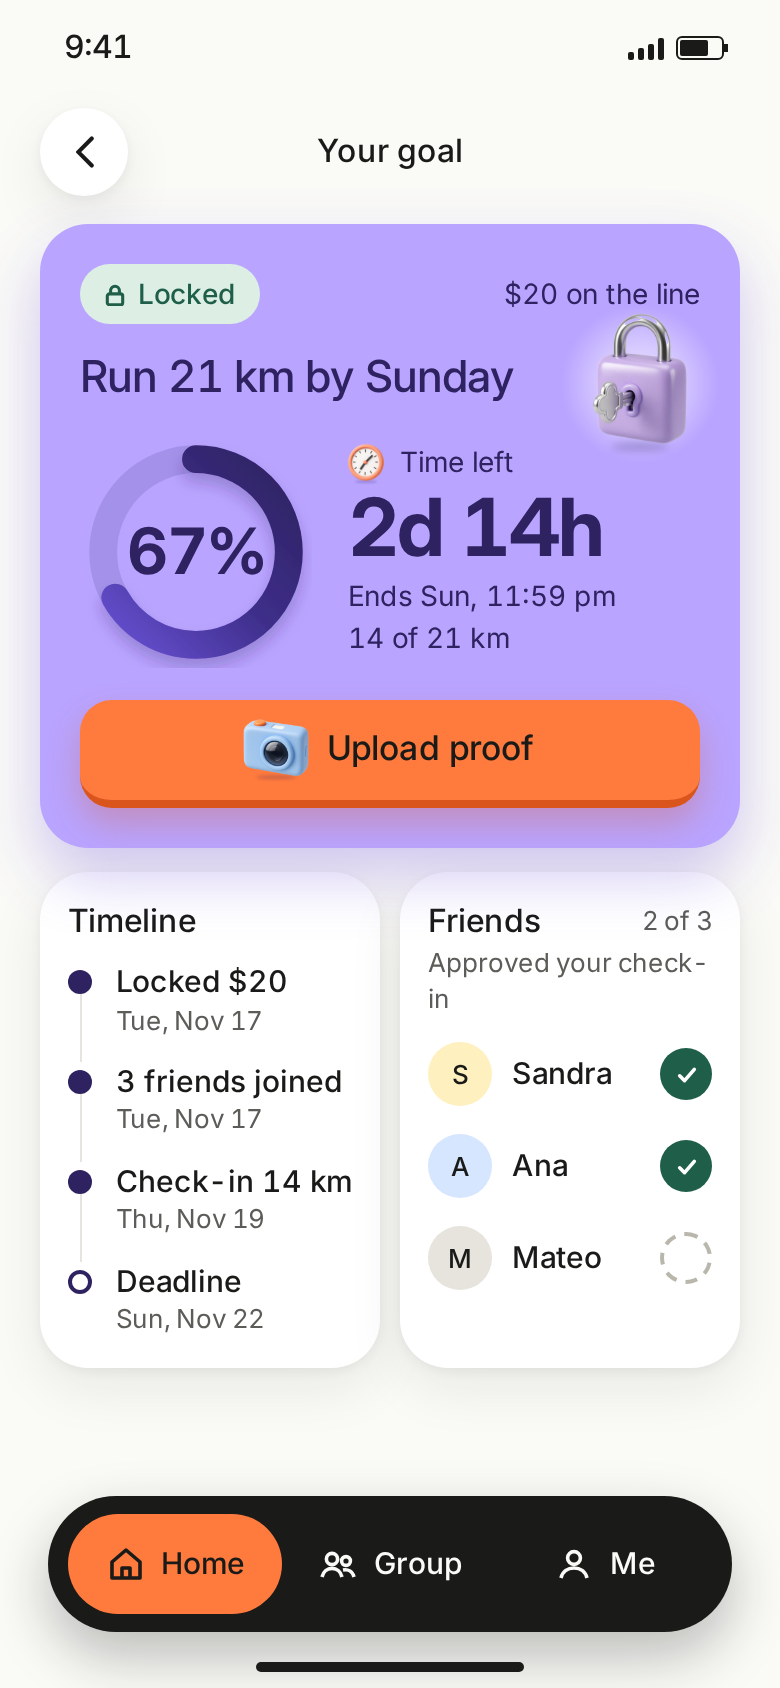 9:41
Your goal
Locked
$20 on the line
Run 21 km by Sunday
67%
Time left
2d 14h
Ends Sun, 11:59 pm
14 of 21 km
Upload proof
Timeline
Locked $20
Tue, Nov 17
3 friends joined
Tue, Nov 17
Check-in 14 km
Thu, Nov 19
Deadline
Sun, Nov 22
Friends
2 of 3
Approved your check-
in
S
Sandra
A
Ana
M
Mateo
Home
Group
Me